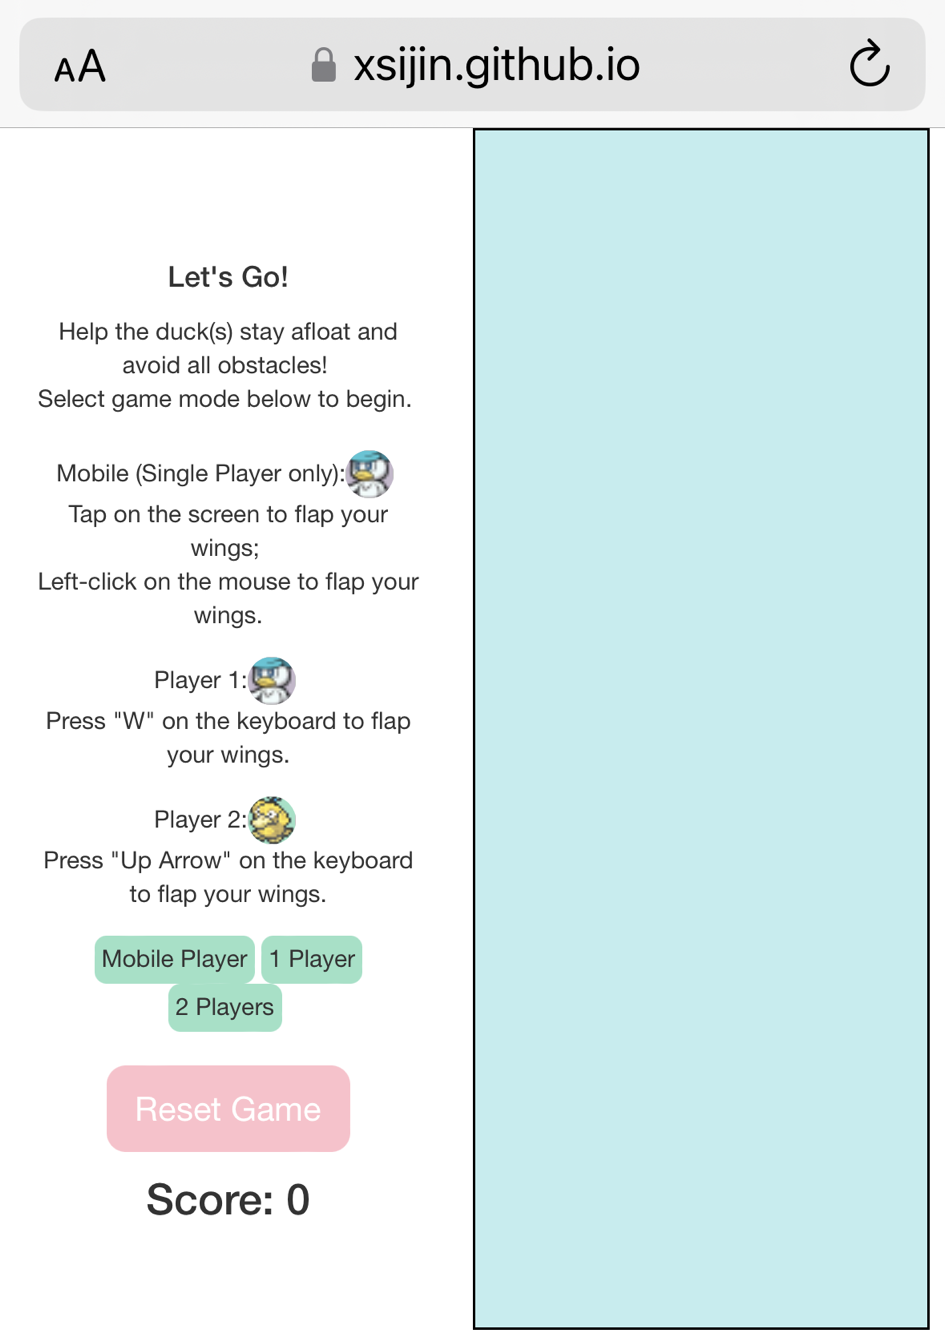 AA
xsijin.github.io
Let's Go!
Help the duck(s) stay afloat and
avoid all obstacles!
Select game mode below to begin.
Mobile (Single Player only):
Tap on the screen to flap your
wings;
Left-click on the mouse to flap your
wings.
Player 1:
Press "W" on the keyboard to flap
your wings.
Player 2:
Press "Up Arrow" on the keyboard
to flap your wings.
Mobile Player 1 Player
2 Players
Reset Game
Score: 0